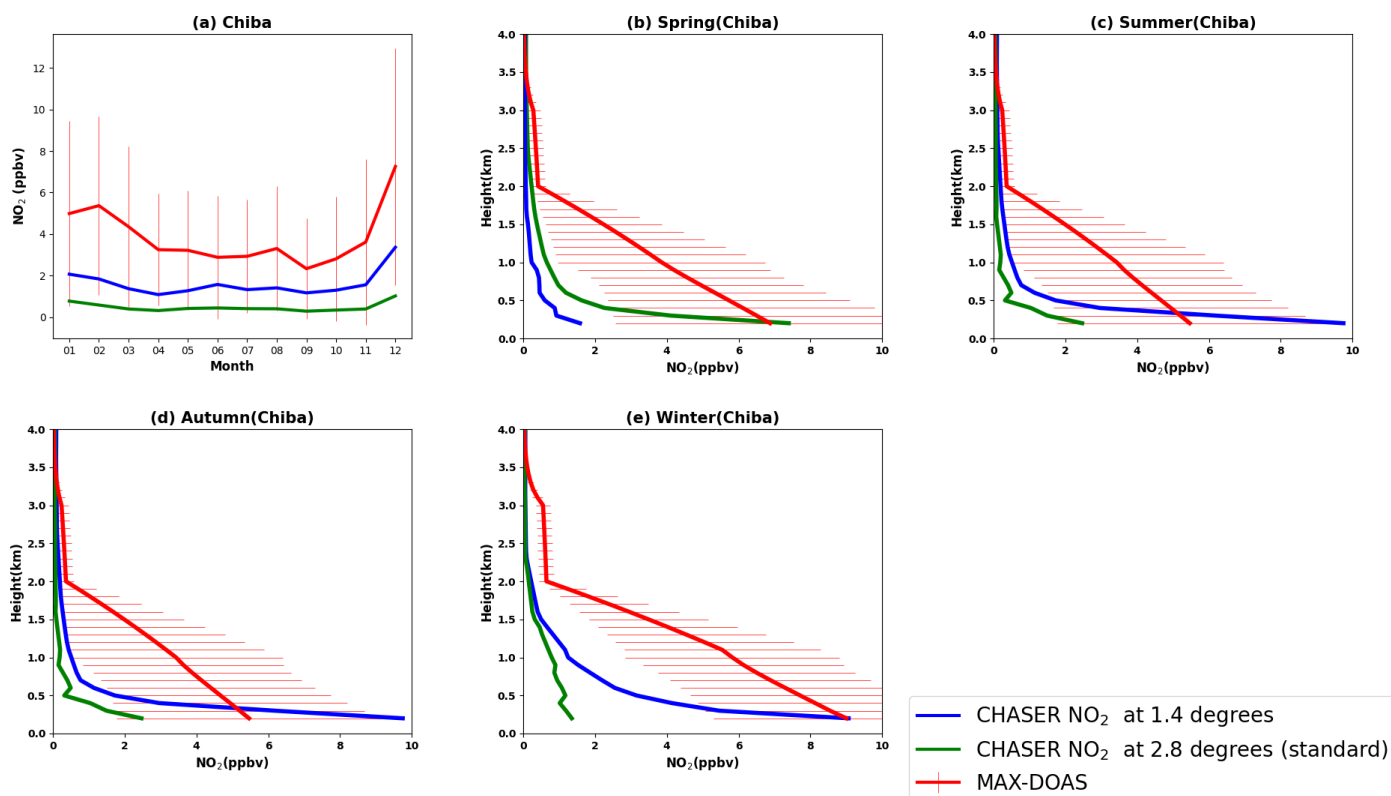 (a) Chiba
NO₂ (ppbv)
12
10
8
6
4
2
0
01 02 03 04 05 06 07 08 09 10 11 12
Month
(b) Spring(Chiba)
Height(km)
4.0
3.5
3.0
2.5
2.0
1.5
1.0
0.5
0.0
0 2 4 6 8 10
NO₂(ppbv)
(c) Summer(Chiba)
Height(km)
4.0
3.5
3.0
2.5
2.0
1.5
1.0
0.5
0.0
0 2 4 6 8 10
NO₂(ppbv)
(d) Autumn(Chiba)
Height(km)
4.0
3.5
3.0
2.5
2.0
1.5
1.0
0.5
0.0
0 2 4 6 8 10
NO₂(ppbv)
(e) Winter(Chiba)
Height(km)
4.0
3.5
3.0
2.5
2.0
1.5
1.0
0.5
0.0
0 2 4 6 8 10
NO₂(ppbv)
CHASER NO₂ at 1.4 degrees
CHASER NO₂ at 2.8 degrees (standard)
MAX-DOAS